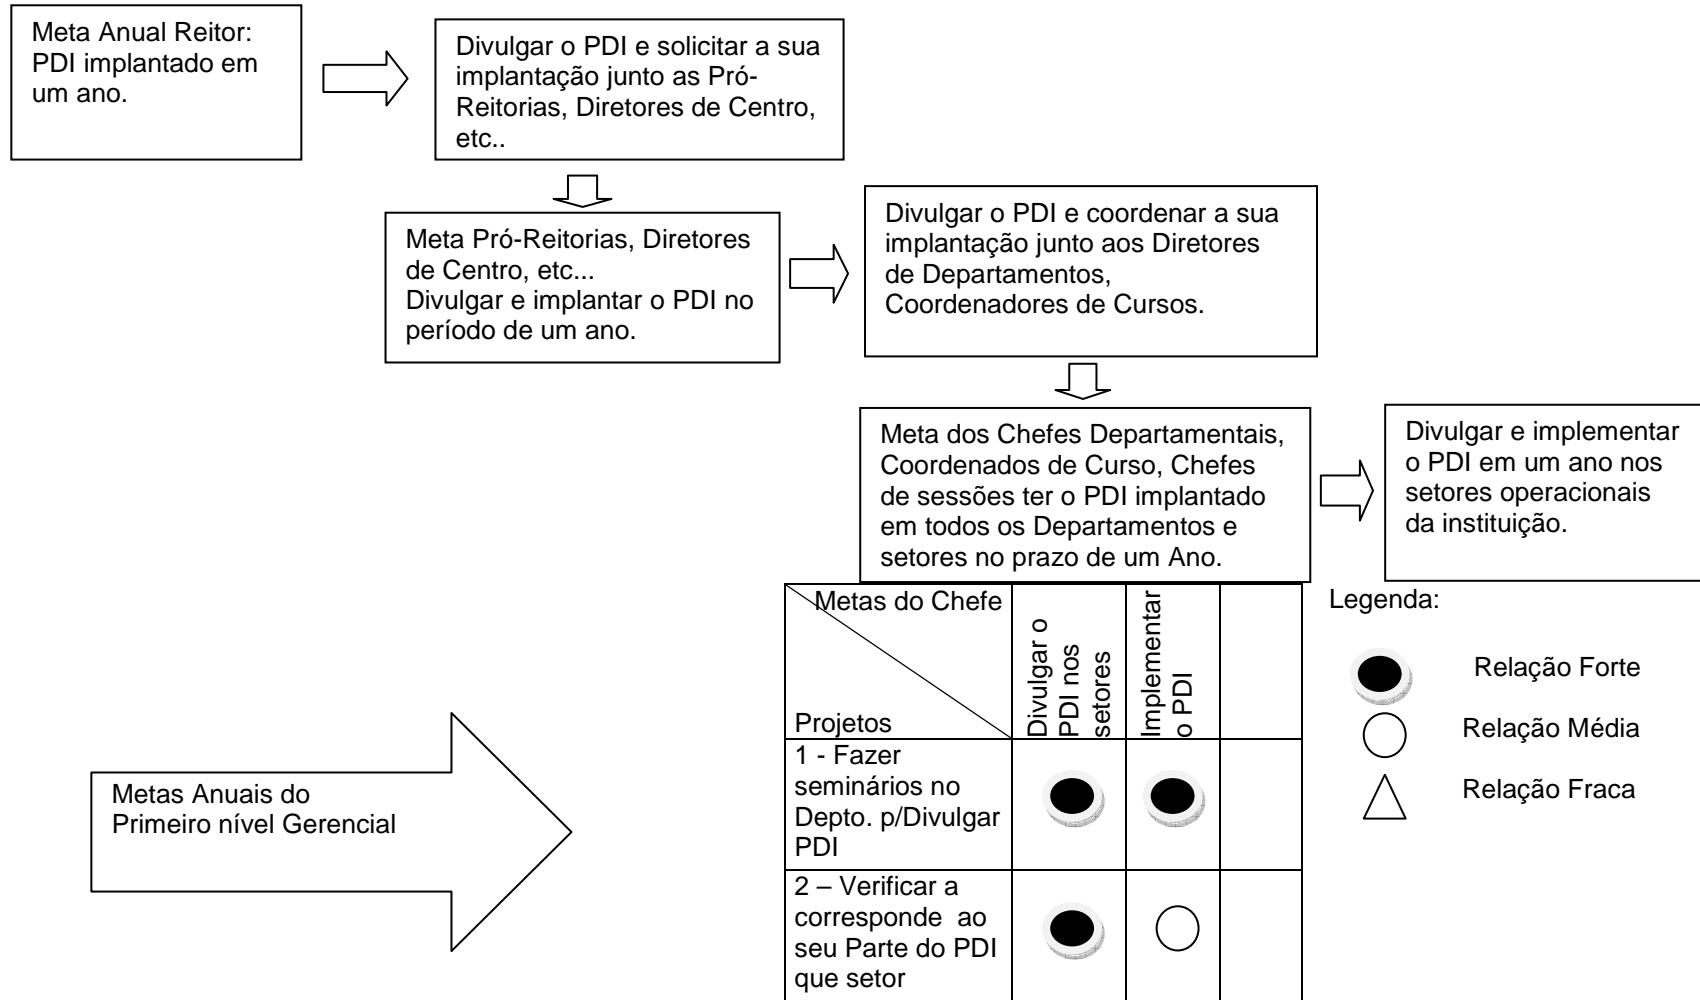 Meta Anual Reitor:
PDI implantado em
um ano.
Divulgar o PDI e solicitar a sua
implantação junto as Pró-
Reitorias, Diretores de Centro,
etc..
Meta Pró-Reitorias, Diretores
de Centro, etc...
Divulgar e implantar o PDI no
período de um ano.
Divulgar o PDI e coordenar a sua
implantação junto aos Diretores
de Departamentos,
Coordenadores de Cursos.
Meta dos Chefes Departamentais,
Coordenados de Curso, Chefes
de sessões ter o PDI implantado
em todos os Departamentos e
setores no prazo de um Ano.
Divulgar e implementar
o PDI em um ano nos
setores operacionais
da instituição.
Metas do Chefe
Projetos
Divulgar o
PDI nos
setores
Implementar
o PDI
1 - Fazer
seminários no
Depto. p/Divulgar
PDI
2 – Verificar a
corresponde ao
seu Parte do PDI
que setor
Legenda:
Relação Forte
Relação Média
Relação Fraca
Metas Anuais do
Primeiro nível Gerencial